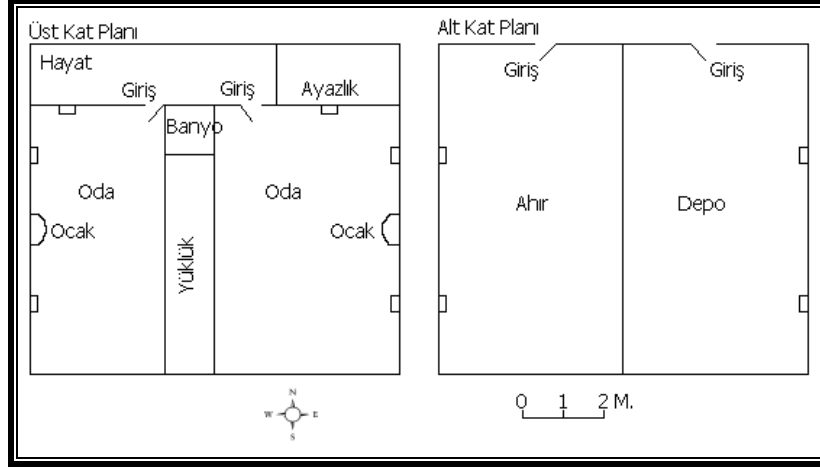 Üst Kat Planı
Hayat
Giriş
Giriş
Ayazlık
Banyo
Oda
Oda
Ocak
Ocak
Yüklük
Alt Kat Planı
Giriş
Giriş
Ahır
Depo
N
W E
S
0 1 2 M.